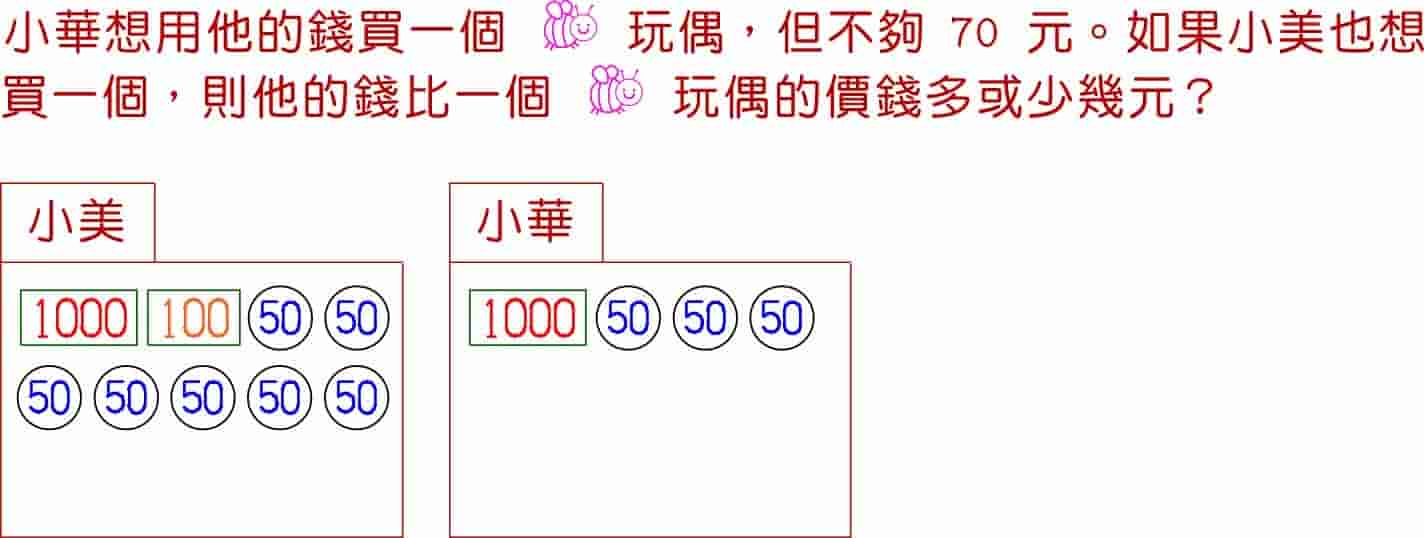 小華想用他的錢買一個 玩偶，但不夠 70 元。如果小美也想
買一個，則他的錢比一個 玩偶的價錢多或少幾元？
小美
1000 100 50 50
50 50 50 50 50
小華
1000 50 50 50